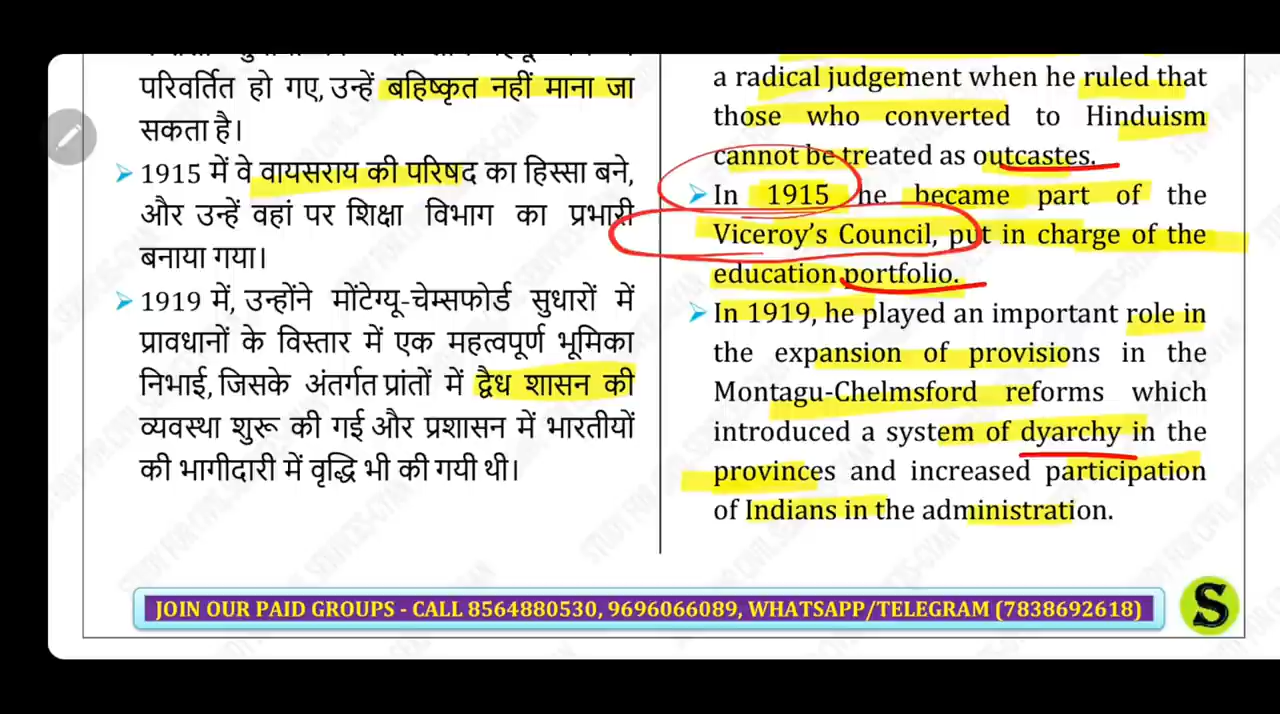 परिवर्तित हो गए, उन्हें बहिष्कृत नहीं माना जा
सकता है।
➤ 1915 में वे वायसराय की परिषद का हिस्सा बने,
और उन्हें वहां पर शिक्षा विभाग का प्रभारी
बनाया गया।
➤ 1919 में, उन्होंने मोंटेग्यू-चेम्सफोर्ड सुधारों में
प्रावधानों के विस्तार में एक महत्वपूर्ण भूमिका
निभाई, जिसके अंतर्गत प्रांतों में द्वैध शासन की
व्यवस्था शुरू की गई और प्रशासन में भारतीयों
की भागीदारी में वृद्धि भी की गयी थी।
a radical judgement when he ruled that
those who converted to Hinduism
cannot be treated as outcastes.
➤ In 1915 he became part of the
Viceroy's Council, put in charge of the
education portfolio.
➤ In 1919, he played an important role in
the expansion of provisions in the
Montagu-Chelmsford reforms which
introduced a system of dyarchy in the
provinces and increased participation
of Indians in the administration.
JOIN OUR PAID GROUPS - CALL 8564880530, 9696066089, WHATSAPP/TELEGRAM (7838692618)
S